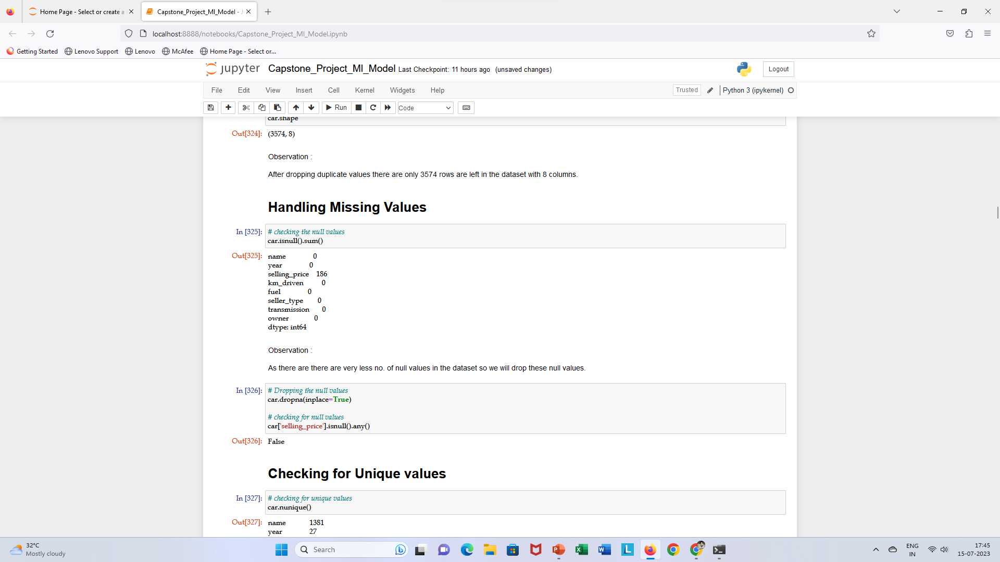 Home Page - Select or create a
Capstone_Project_Ml_Model - J
localhost:8888/notebooks/Capstone_Project_Ml_Model.ipynb
Getting Started
Lenovo Support
Lenovo
McAfee
Home Page - Select or...
jupyter Capstone_Project_Ml_Model Last Checkpoint: 11 hours ago (unsaved changes)
Logout
File Edit View Insert Cell Kernel Widgets Help
Trusted
Python 3 (ipykernel)
Run
Code
car.shape
Out[324]: (3574, 8)
Observation :
After dropping duplicate values there are only 3574 rows are left in the dataset with 8 columns.
Handling Missing Values
In [325]: # checking the null values
car.isnull().sum()
Out[325]: name 0
year 0
selling_price 186
km_driven 0
fuel 0
seller_type 0
transmission 0
owner 0
dtype: int64
Observation :
As there are there are very less no. of null values in the dataset so we will drop these null values.
In [326]: # Dropping the null values
car.dropna(inplace=True)
# checking for null values
car['selling_price'].isnull().any()
Out[326]: False
Checking for Unique values
In [327]: # checking for unique values
car.nunique()
Out[327]: name 1381
year 27
32°C
Mostly cloudy
Search
ENG
IN
17:45
15-07-2023